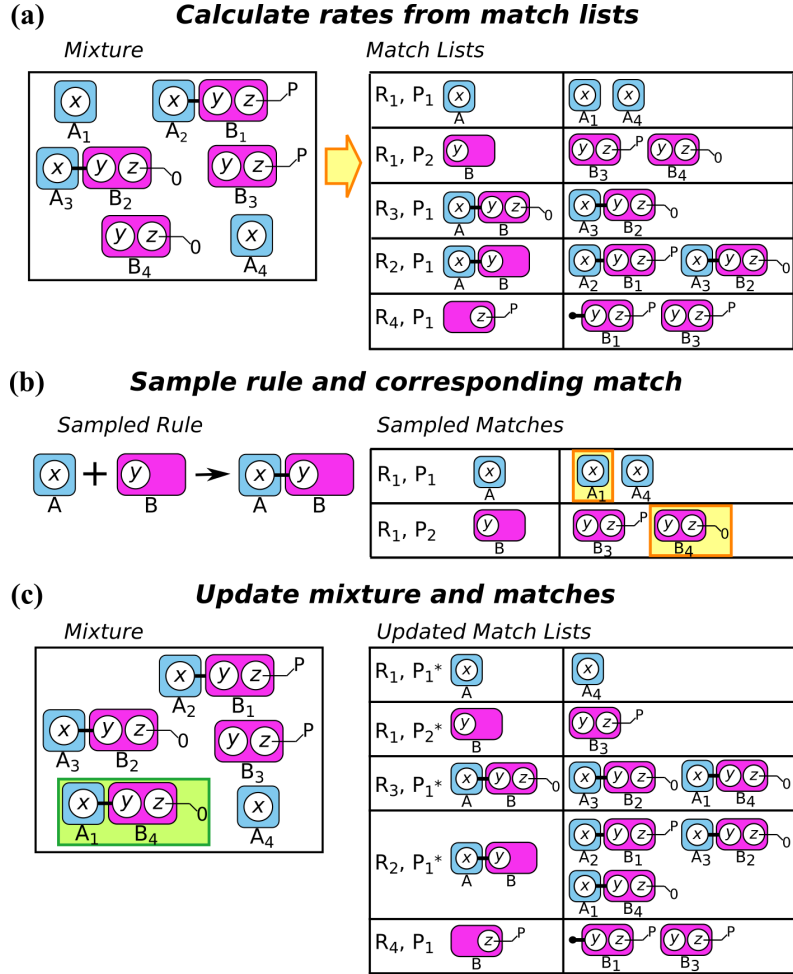 (a) Calculate rates from match lists
Mixture Match Lists
x x y z P
A₁ A₂ B₁
x y z 0 y z P
A₃ B₂ B₃
y z 0 x
B₄ A₄
R₁, P₁ x A x A₁ x A₄
R₁, P₂ y B y z P B₃ y z 0 B₄
R₃, P₁ x y z 0 A B x y z 0 A₃ B₂
R₂, P₁ x y A B x y z P A₂ B₁ x y z 0 A₃ B₂
R₄, P₁ z P B y z P B₁ y z P B₃
(b) Sample rule and corresponding match
Sampled Rule Sampled Matches
x + y x y
A B A B
R₁, P₁ x A x A₁ x A₄
R₁, P₂ y B y z P B₃ y z 0 B₄
(c) Update mixture and matches
Mixture Updated Match Lists
x y z P
A₂ B₁
x y z 0 y z P
A₃ B₂ B₃
x y z 0 x
A₁ B₄ A₄
R₁, P₁* x A x A₄
R₁, P₂* y B y z P B₃
R₃, P₁* x y z 0 A B x y z 0 A₃ B₂ x y z 0 A₁ B₄
R₂, P₁* x y A B x y z P A₂ B₁ x y z 0 A₃ B₂
x y z 0 A₁ B₄
R₄, P₁ z P B y z P B₁ y z P B₃